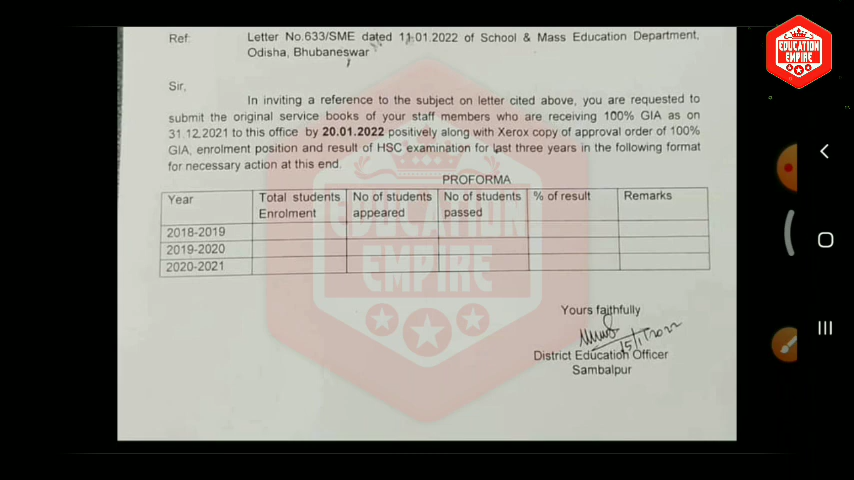 EDUCATION
EMPIRE
Ref: Letter No.633/SME dated 11.01.2022 of School & Mass Education Department,
Odisha, Bhubaneswar
Sir,
In inviting a reference to the subject on letter cited above, you are requested to
submit the original service books of your staff members who are receiving 100% GIA as on
31.12.2021 to this office by 20.01.2022 positively along with Xerox copy of approval order of 100%
GIA, enrolment position and result of HSC examination for last three years in the following format
for necessary action at this end.
PROFORMA
Year Total students Enrolment No of students appeared No of students passed % of result Remarks
2018-2019
2019-2020
2020-2021
EDUCATION
EMPIRE
Yours faithfully
15/1/2022
District Education Officer
Sambalpur